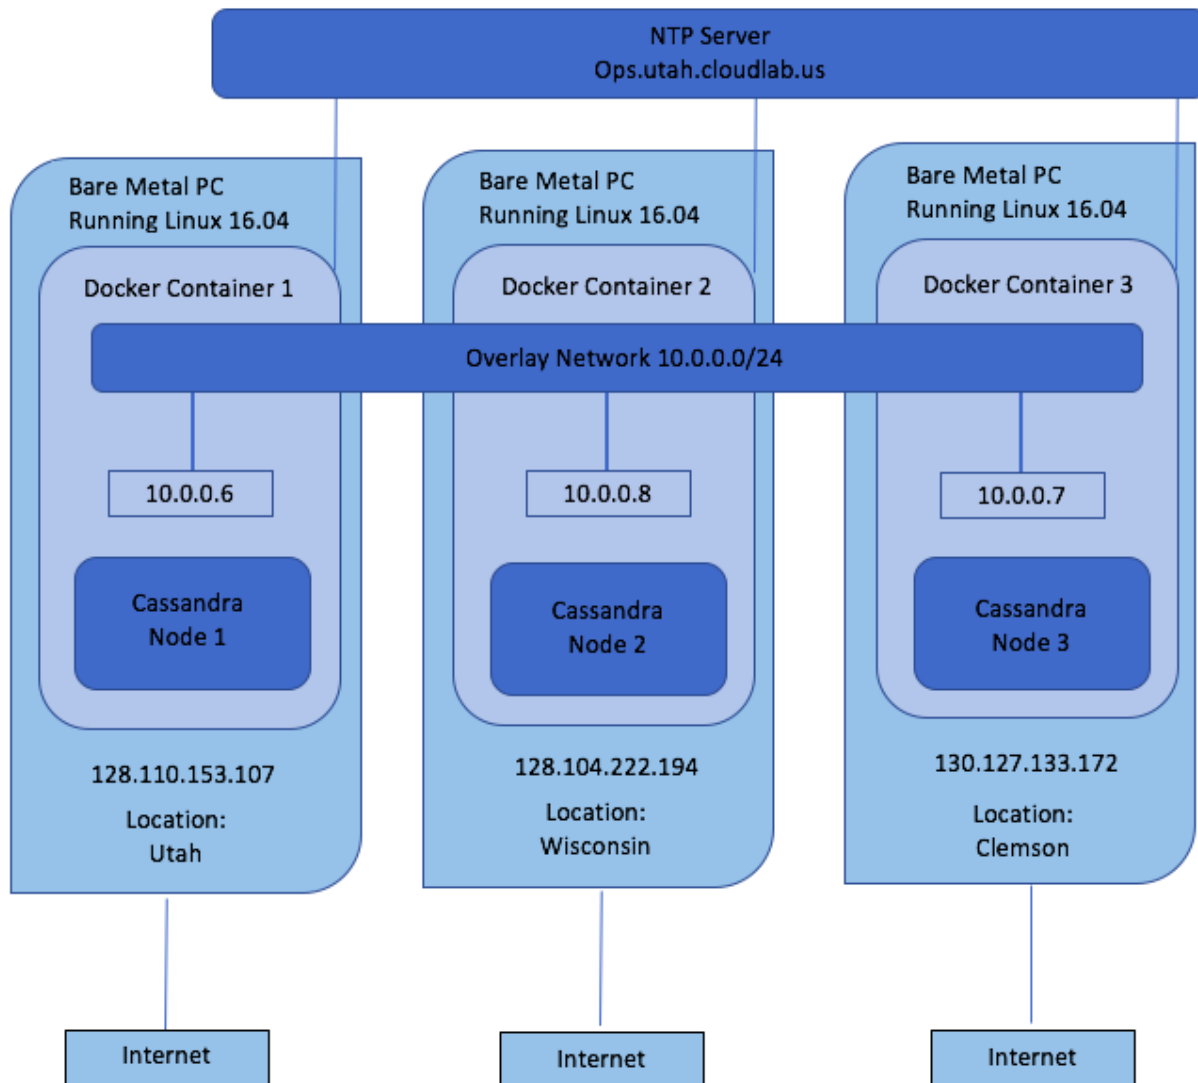 NTP Server
Ops.utah.cloudlab.us
Bare Metal PC
Running Linux 16.04
Docker Container 1
Bare Metal PC
Running Linux 16.04
Docker Container 2
Bare Metal PC
Running Linux 16.04
Docker Container 3
Overlay Network 10.0.0.0/24
10.0.0.6
10.0.0.8
10.0.0.7
Cassandra
Node 1
Cassandra
Node 2
Cassandra
Node 3
128.110.153.107
Location:
Utah
128.104.222.194
Location:
Wisconsin
130.127.133.172
Location:
Clemson
Internet
Internet
Internet